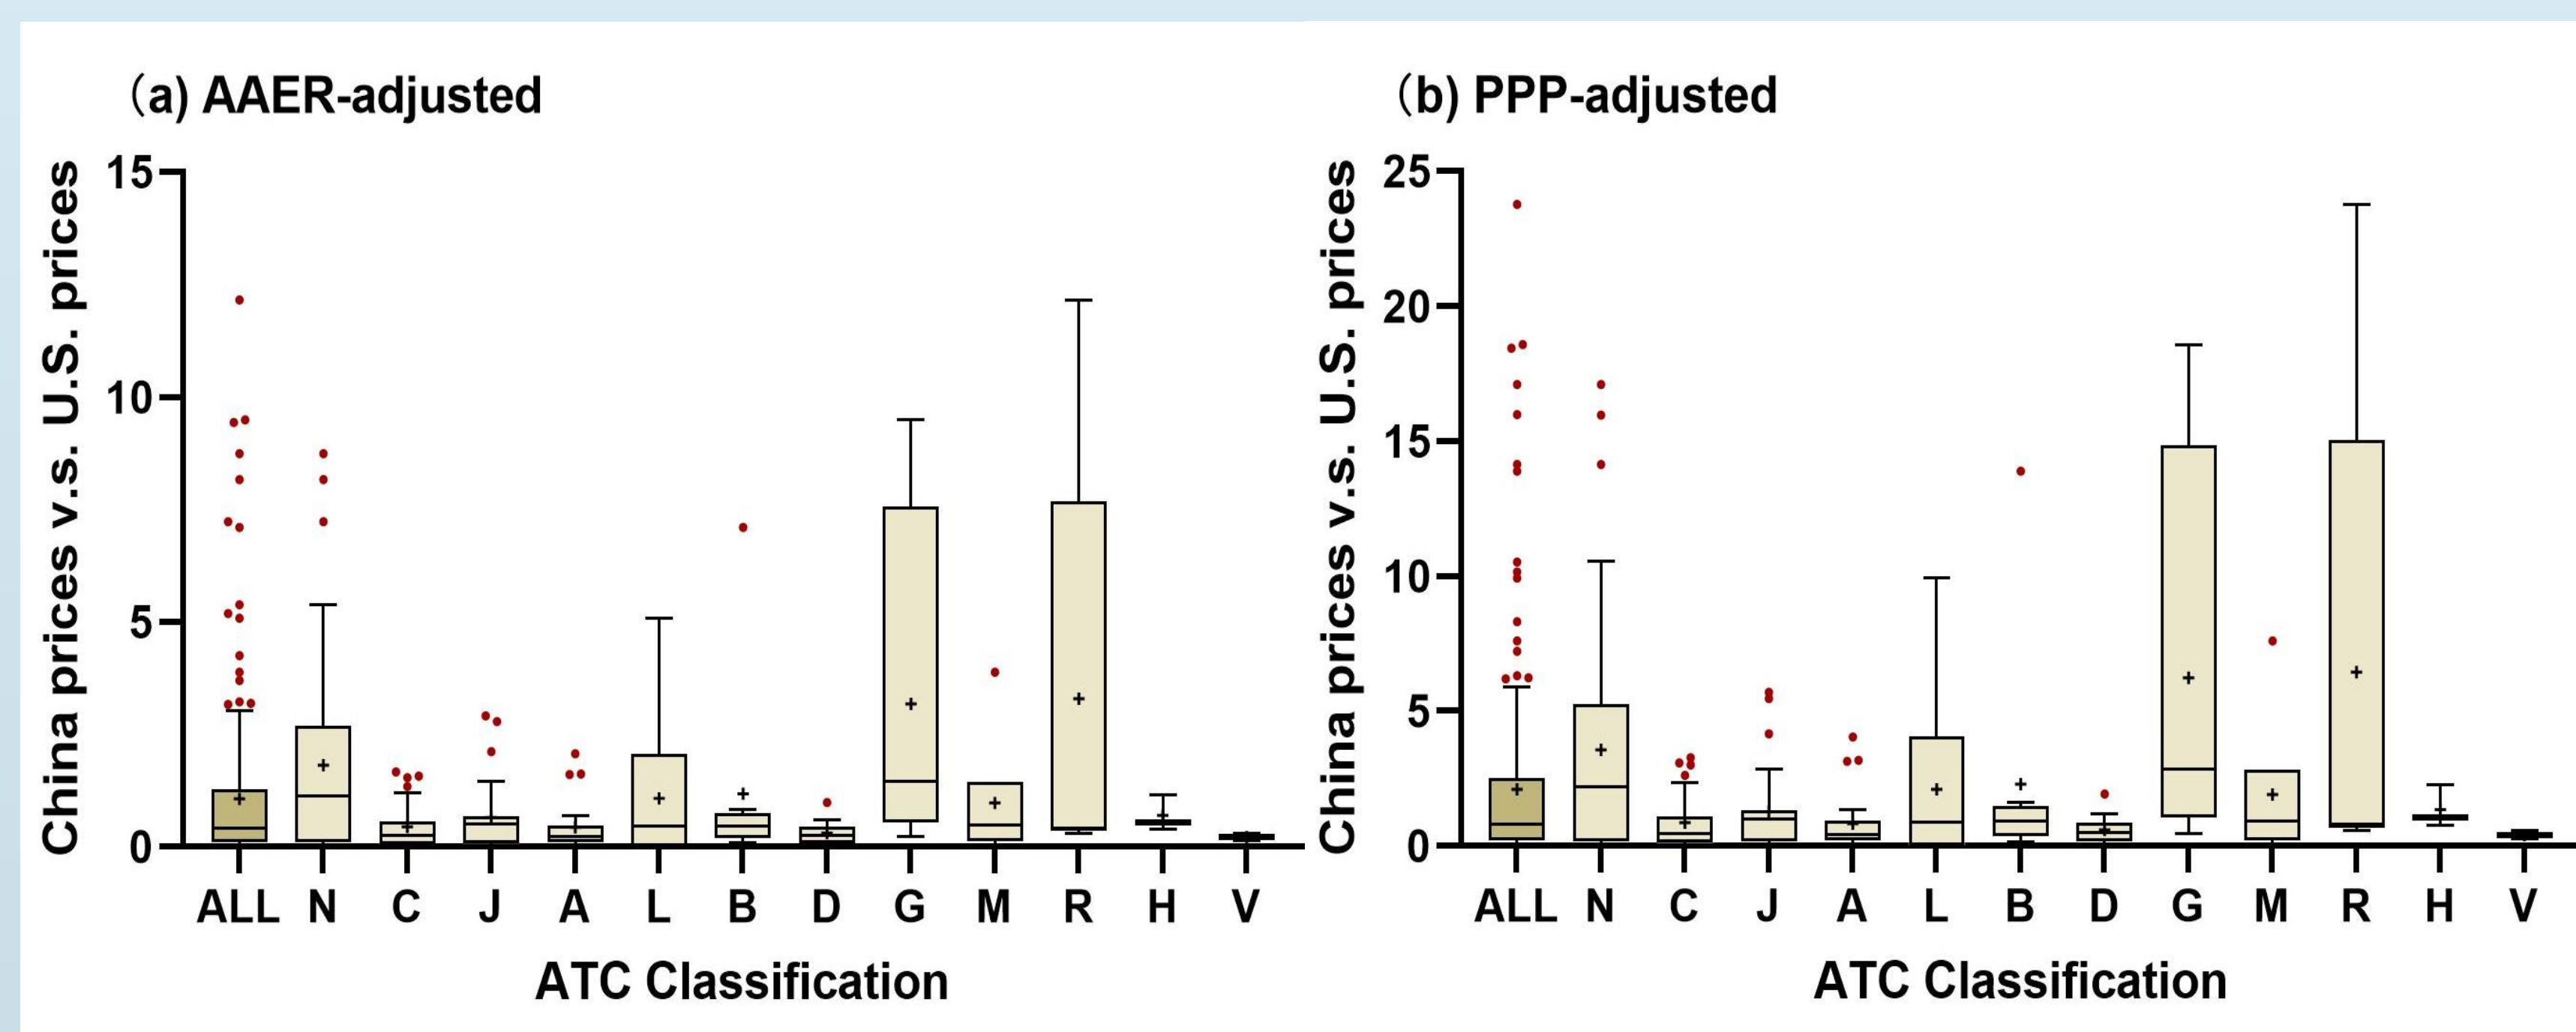 （a) AAER-adjusted
China prices v.s. U.S. prices
15
10
5
0
ALL N C J A L B D G M R H V
ATC Classification
（b) PPP-adjusted
China prices v.s. U.S. prices
25
20
15
10
5
0
ALL N C J A L B D G M R H V
ATC Classification